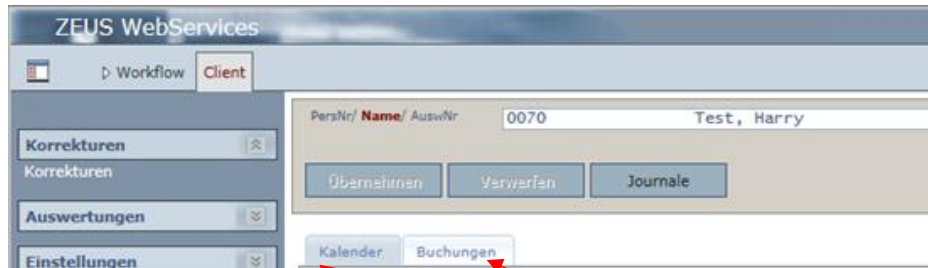 ZEUS WebServices
▷ Workflow Client
PersNr/ Name/ AuswNr 0070 Test, Harry
Korrekturen
Korrekturen
Übernehmen Verwerfen Journale
Auswertungen
Kalender Buchungen
Einstellungen